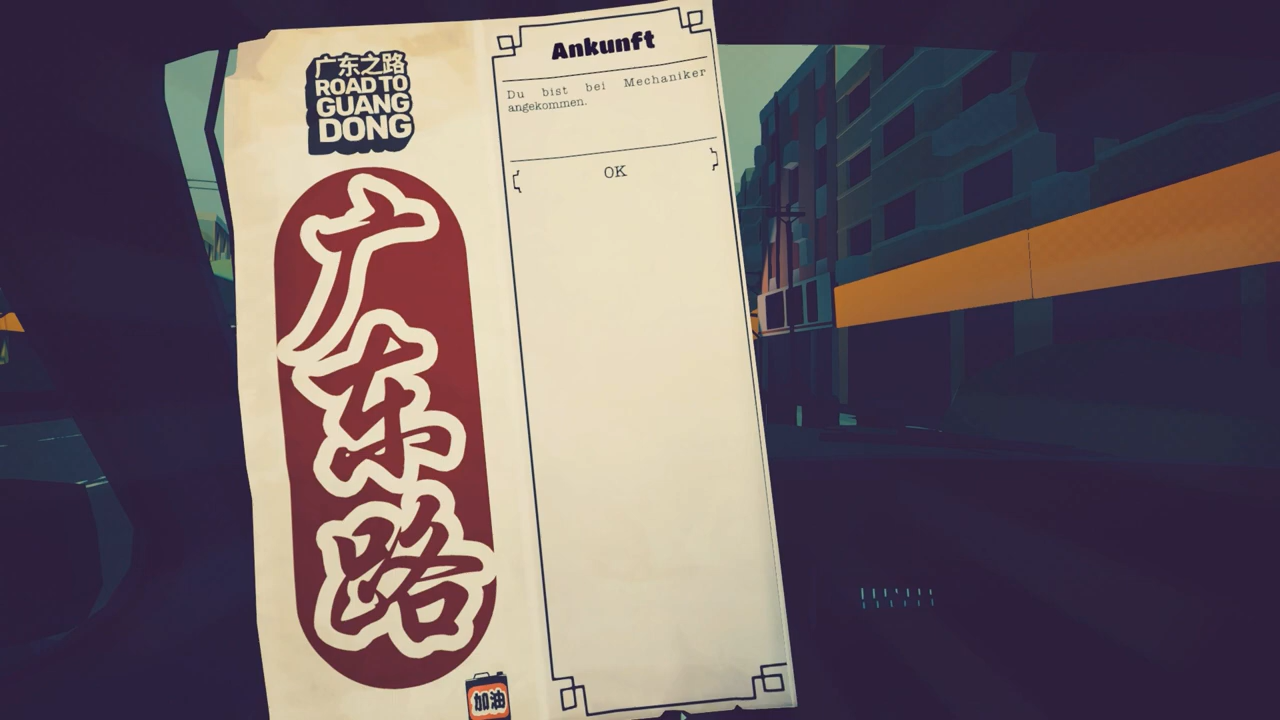 广东之路
ROAD TO
GUANG
DONG
广东路
加油
Ankunft
Du bist bei Mechaniker
angekommen.
OK